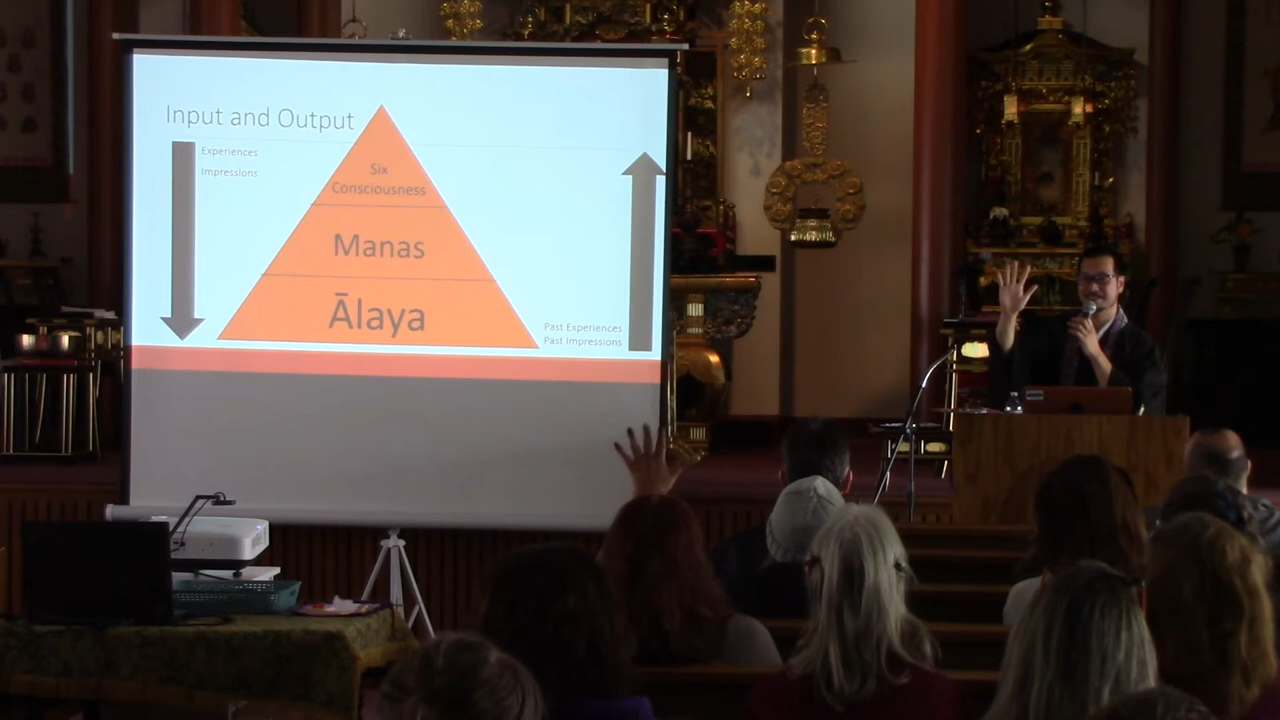 Input and Output
Experiences
Impressions
Six
Consciousness
Manas
Ālaya
Past Experiences
Past Impressions